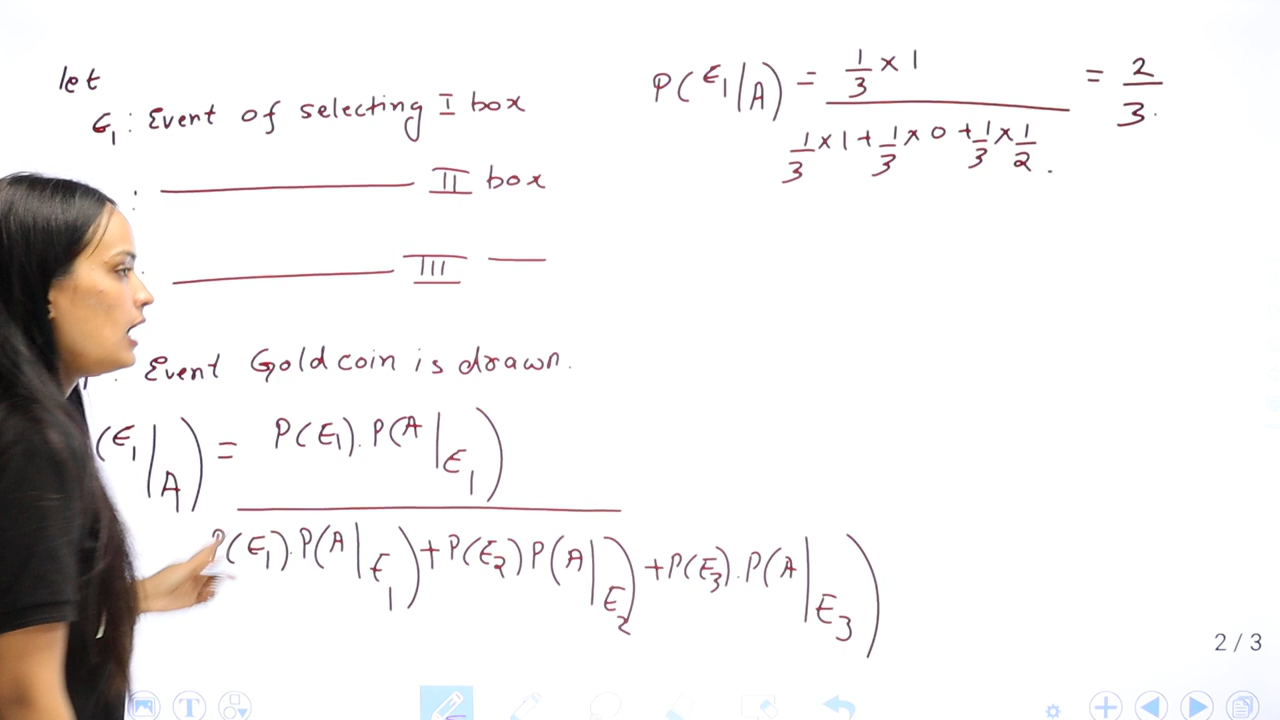 let
E₁ : Event of selecting I box
: ———— II box
: ———— III ——
: Event Gold coin is drawn.
(E₁|A) = P(E₁). P(A|E₁)
P(E₁). P(A|E₁) + P(E₂) P(A|E₂) + P(E₃). P(A|E₃)
P(E₁|A) = 1/3 × 1 = 2/3.
1/3 × 1 + 1/3 × 0 + 1/3 × 1/2.
2 / 3
T